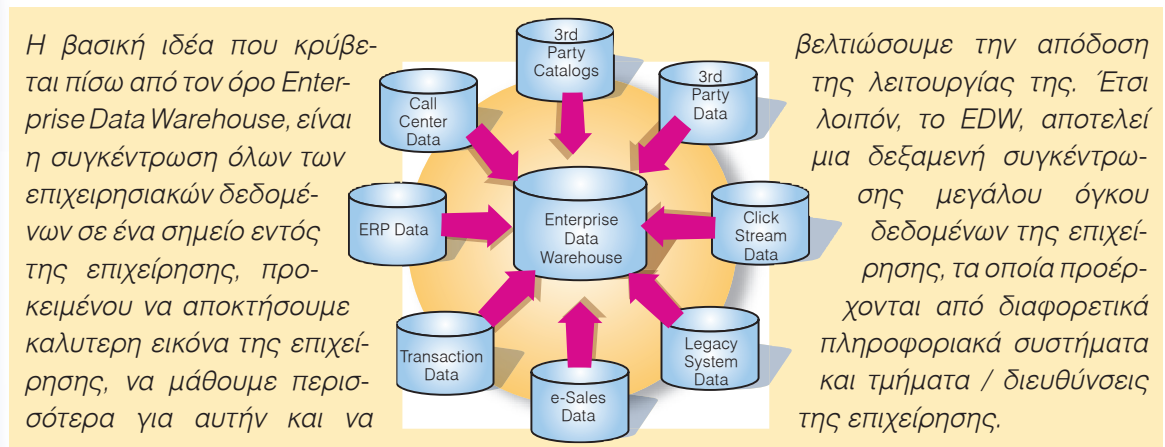 Η βασική ιδέα που κρύβε-
ται πίσω από τον όρο Enter-
prise Data Warehouse, είναι
η συγκέντρωση όλων των
επιχειρησιακών δεδομέ-
νων σε ένα σημείο εντός
της επιχείρησης, προ-
κειμένου να αποκτήσουμε
καλυτερη εικόνα της επιχεί-
ρησης, να μάθουμε περισ-
σότερα για αυτήν και να
3rd
Party
Catalogs
3rd
Party
Data
Call
Center
Data
ERP Data
Enterprise
Data
Warehouse
Click
Stream
Data
Transaction
Data
Legacy
System
Data
e-Sales
Data
βελτιώσουμε την απόδοση
της λειτουργίας της. Έτσι
λοιπόν, το EDW, αποτελεί
μια δεξαμενή συγκέντρω-
σης μεγάλου όγκου
δεδομένων της επιχεί-
ρησης, τα οποία προέρ-
χονται από διαφορετικά
πληροφοριακά συστήματα
και τμήματα / διευθύνσεις
της επιχείρησης.